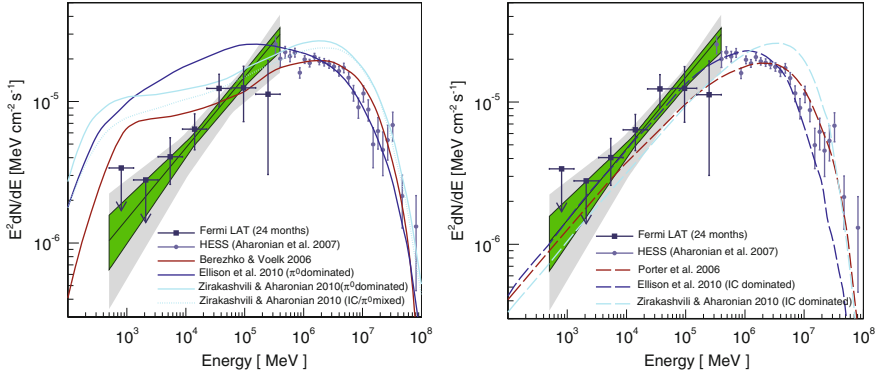 E²dN/dE [MeV cm⁻² s⁻¹]
10⁻⁵
10⁻⁶
Fermi LAT (24 months)
HESS (Aharonian et al. 2007)
Berezhko & Voelk 2006
Ellison et al. 2010 (π⁰dominated)
Zirakashvili & Aharonian 2010(π⁰dominated)
Zirakashvili & Aharonian 2010 (IC/π⁰mixed)
10³ 10⁴ 10⁵ 10⁶ 10⁷ 10⁸
Energy [ MeV]
E²dN/dE [MeV cm⁻² s⁻¹]
10⁻⁵
10⁻⁶
Fermi LAT (24 months)
HESS (Aharonian et al. 2007)
Porter et al. 2006
Ellison et al. 2010 (IC dominated)
Zirakashvili & Aharonian 2010 (IC dominated)
10³ 10⁴ 10⁵ 10⁶ 10⁷ 10⁸
Energy [ MeV]